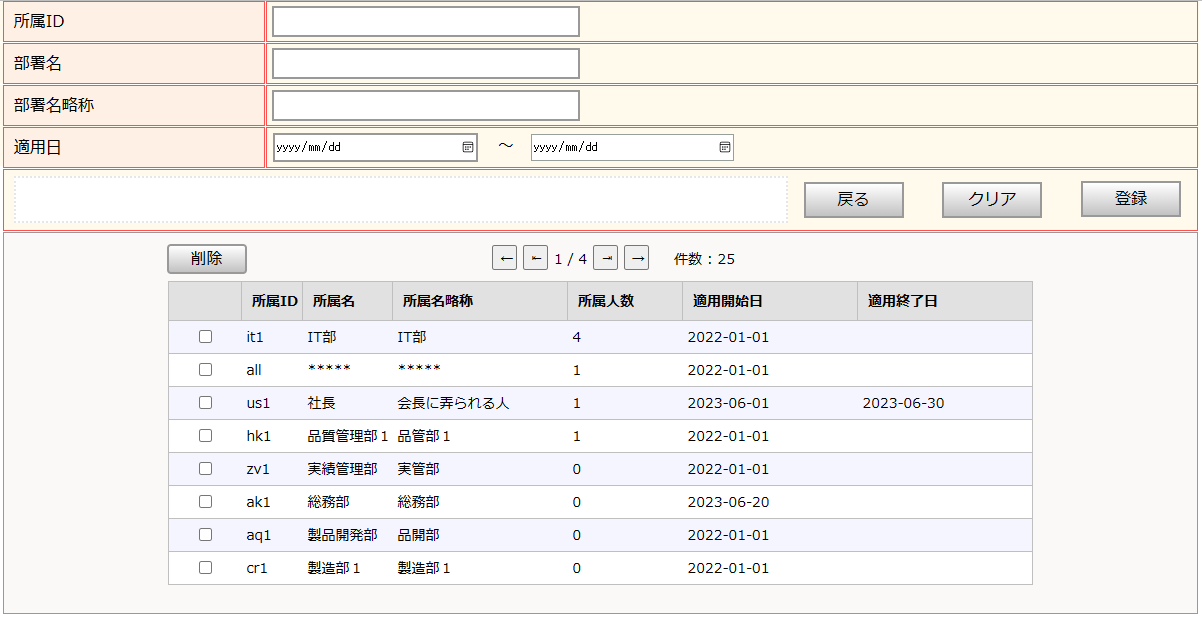 所属ID
部署名
部署名略称
適用日 yyyy/mm/dd ～ yyyy/mm/dd
戻る クリア 登録
削除 ← ⇤ 1 / 4 ⇥ → 件数：25
所属ID 所属名 所属名略称 所属人数 適用開始日 適用終了日
it1 IT部 IT部 4 2022-01-01
all ***** ***** 1 2022-01-01
us1 社長 会長に弄られる人 1 2023-06-01 2023-06-30
hk1 品質管理部１ 品管部１ 1 2022-01-01
zv1 実績管理部 実管部 0 2022-01-01
ak1 総務部 総務部 0 2023-06-20
aq1 製品開発部 品開部 0 2022-01-01
cr1 製造部１ 製造部１ 0 2022-01-01